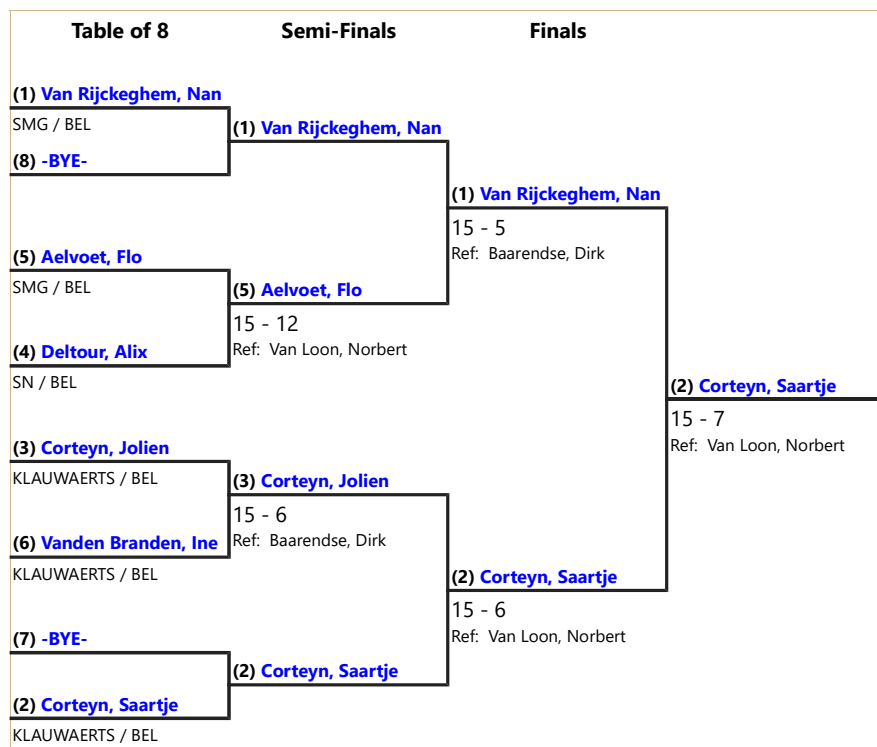 Table of 8 Semi-Finals Finals
(1) Van Rijckeghem, Nan
SMG / BEL
(8) -BYE-
(5) Aelvoet, Flo
SMG / BEL
(4) Deltour, Alix
SN / BEL
(3) Corteyn, Jolien
KLAUWAERTS / BEL
(6) Vanden Branden, Ine
KLAUWAERTS / BEL
(7) -BYE-
(2) Corteyn, Saartje
KLAUWAERTS / BEL
(1) Van Rijckeghem, Nan
(5) Aelvoet, Flo
15 - 12
Ref: Van Loon, Norbert
(3) Corteyn, Jolien
15 - 6
Ref: Baarendse, Dirk
(2) Corteyn, Saartje
(1) Van Rijckeghem, Nan
15 - 5
Ref: Baarendse, Dirk
(2) Corteyn, Saartje
15 - 6
Ref: Van Loon, Norbert
(2) Corteyn, Saartje
15 - 7
Ref: Van Loon, Norbert